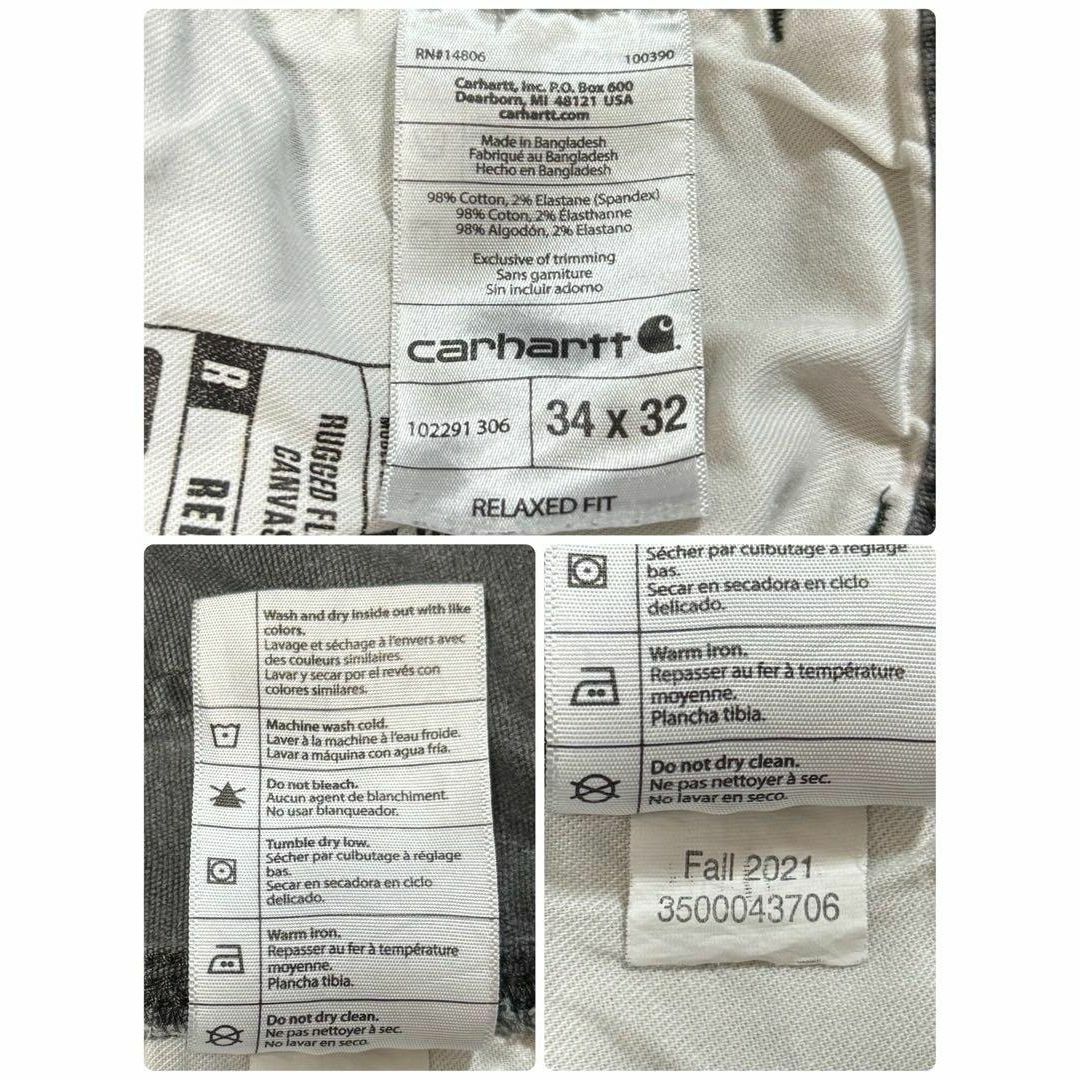 RN#14806 100390
Carhartt, Inc. P.O. Box 600
Dearborn, MI 48121 USA
carhartt.com
Made in Bangladesh
Fabriqué au Bangladesh
Hecho en Bangladesh
98% Cotton, 2% Elastane (Spandex)
98% Coton, 2% Élasthanne
98% Algodón, 2% Elastano
Exclusive of trimming
Sans garniture
Sin incluir adorno
carhartt
102291 306
34 x 32
RELAXED FIT
R
REL
RUGGED FL
CANVAS
Wash and dry inside out with like
colors.
Lavage et séchage à l'envers avec
des couleurs similaires.
Lavar y secar por el revés con
colores similares.
Machine wash cold.
Laver à la machine à l'eau froide.
Lavar a máquina con agua fría.
Do not bleach.
Aucun agent de blanchiment.
No usar blanqueador.
Tumble dry low.
Sécher par culbutage à réglage
bas.
Secar en secadora en ciclo
delicado.
Warm iron.
Repasser au fer à température
moyenne.
Plancha tibia.
Do not dry clean.
Ne pas nettoyer à sec.
No lavar en seco.
Sécher par culbutage à réglage
bas.
Secar en secadora en ciclo
delicado.
Warm iron.
Repasser au fer à température
moyenne.
Plancha tibia.
Do not dry clean.
Ne pas nettoyer à sec.
No lavar en seco.
Fall 2021
3500043706